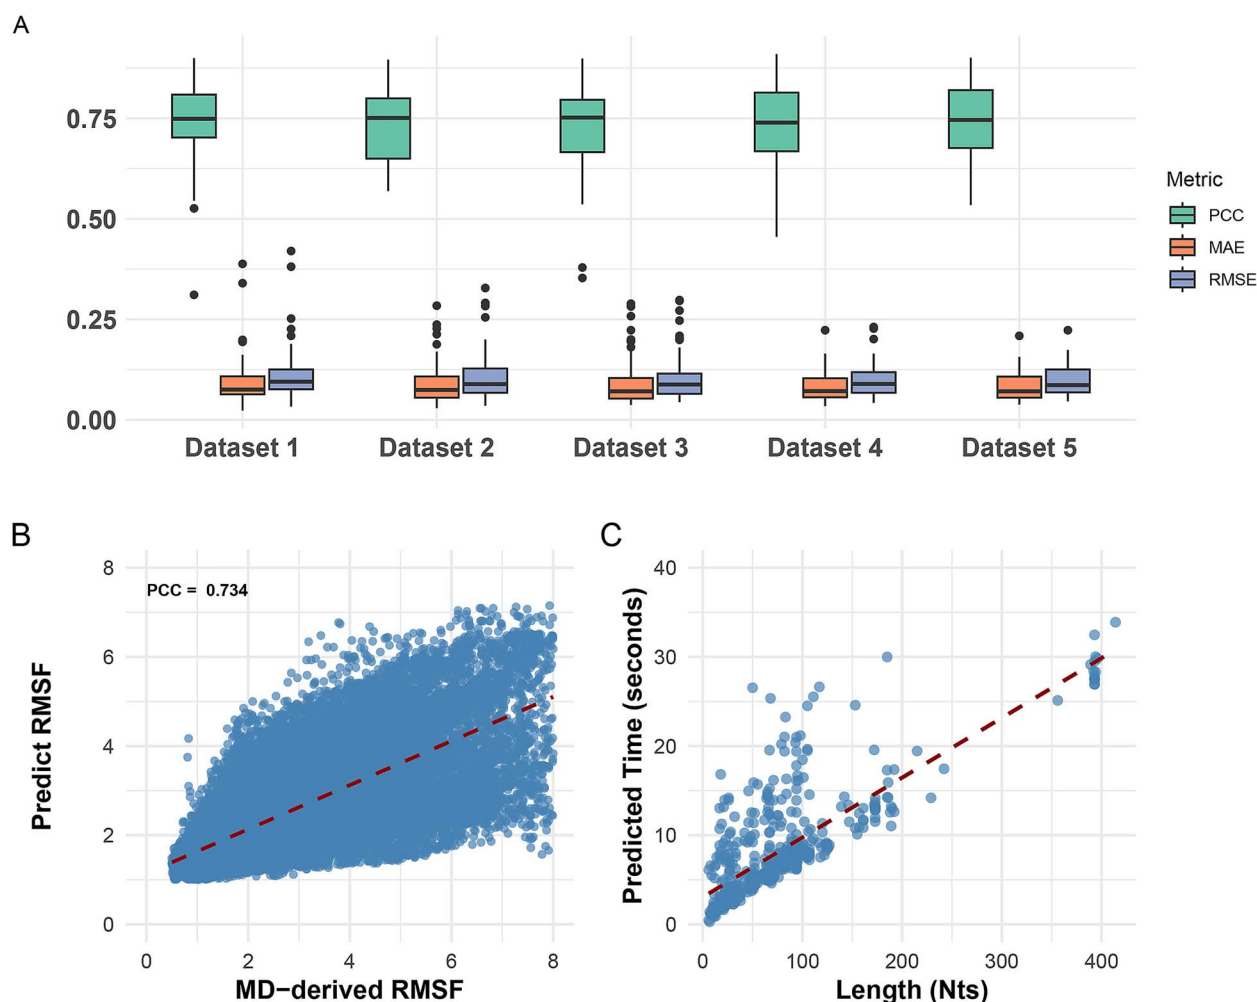 A
0.75
0.50
0.25
0.00
Dataset 1 Dataset 2 Dataset 3 Dataset 4 Dataset 5
Metric
PCC
MAE
RMSE
B
8
6
4
2
0
PCC = 0.734
Predict RMSF
0 2 4 6 8
MD−derived RMSF
C
40
30
20
10
0
Predicted Time (seconds)
0 100 200 300 400
Length (Nts)